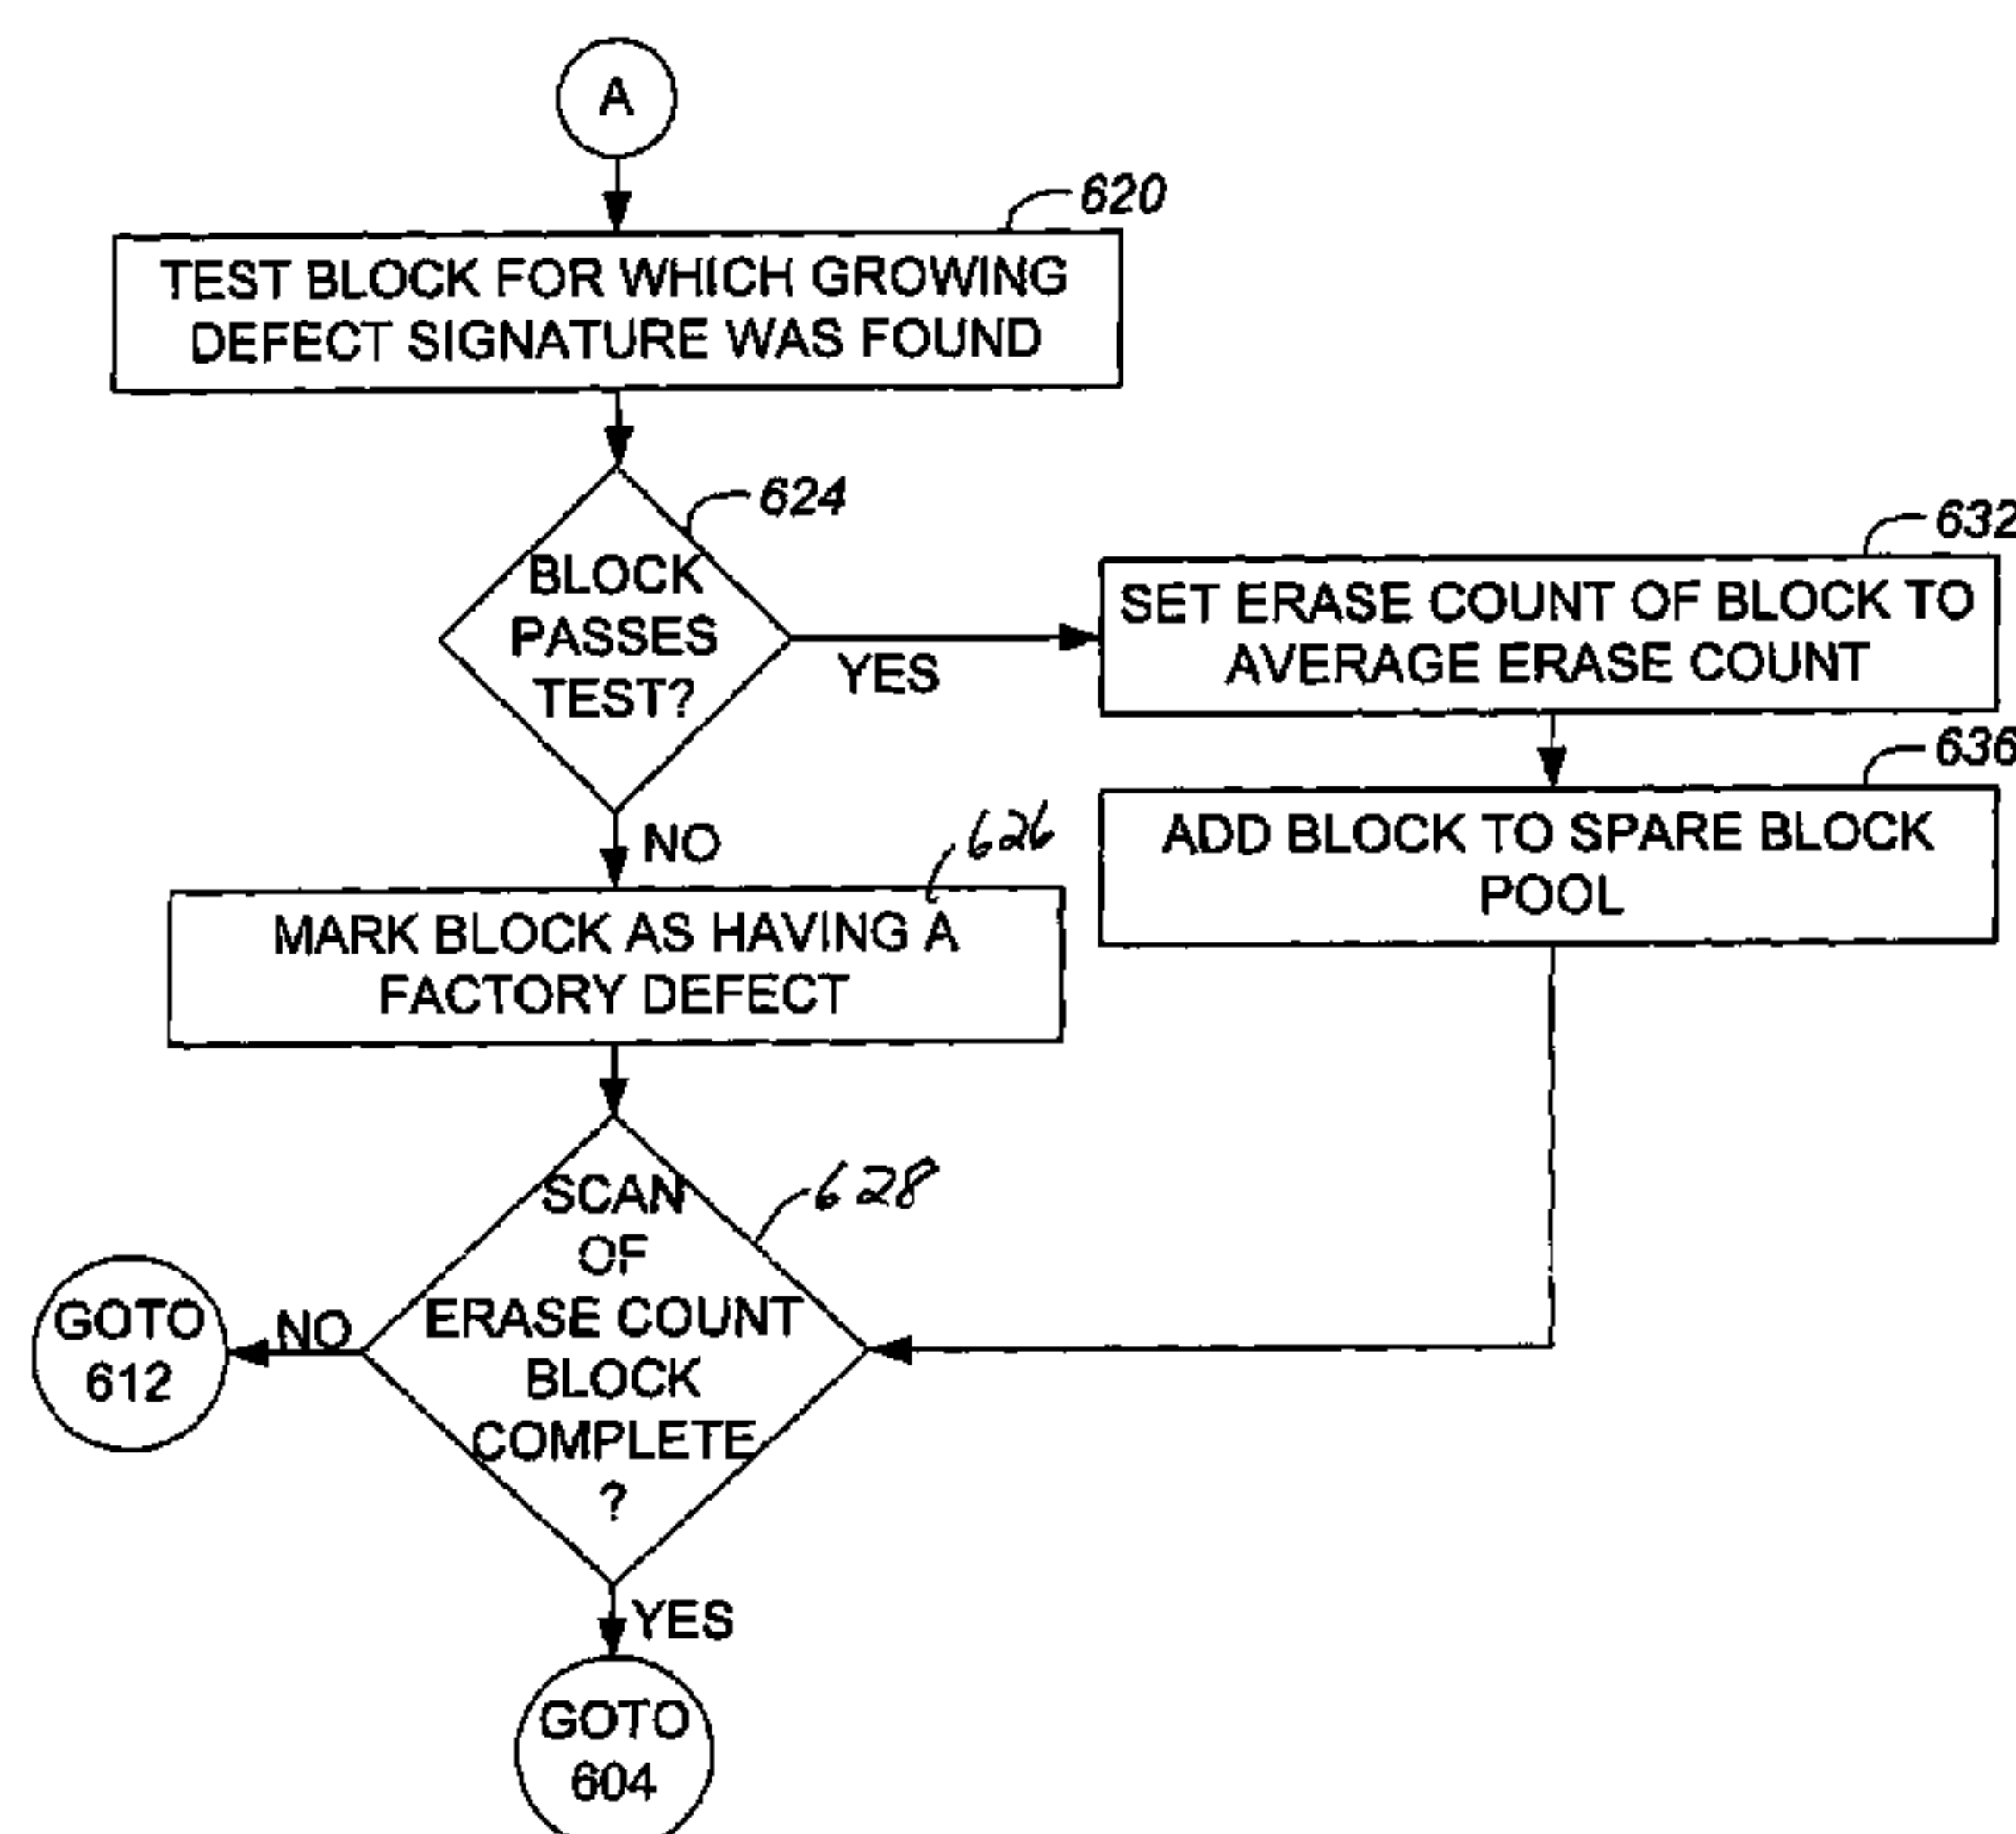 A
620
TEST BLOCK FOR WHICH GROWING
DEFECT SIGNATURE WAS FOUND
624
BLOCK
PASSES
TEST?
YES
632
SET ERASE COUNT OF BLOCK TO
AVERAGE ERASE COUNT
636
ADD BLOCK TO SPARE BLOCK
POOL
NO
626
MARK BLOCK AS HAVING A
FACTORY DEFECT
628
SCAN
OF
ERASE COUNT
BLOCK
COMPLETE
?
NO
GOTO
612
YES
GOTO
604